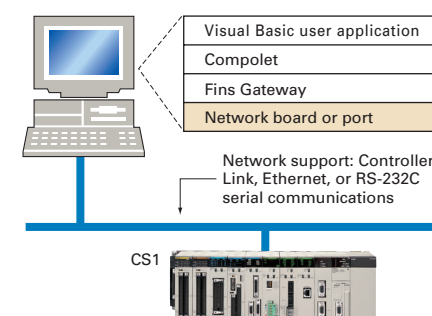 Visual Basic user application
Compolet
Fins Gateway
Network board or port
Network support: Controller
Link, Ethernet, or RS-232C
serial communications
CS1